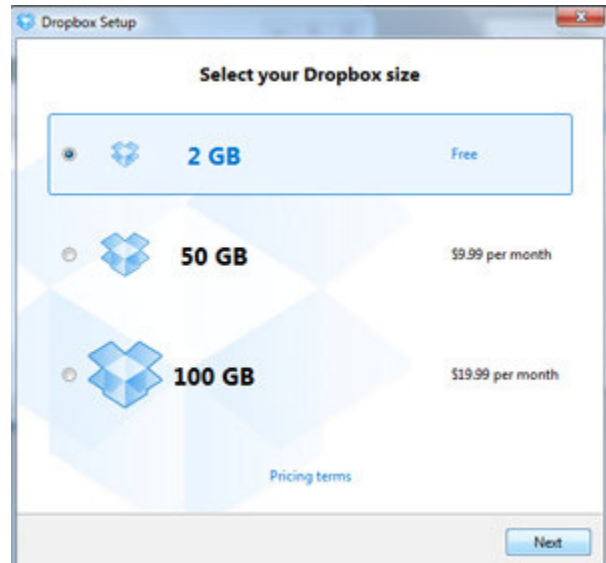 Dropbox Setup
Select your Dropbox size
2 GB Free
50 GB $9.99 per month
100 GB $19.99 per month
Pricing terms
Next